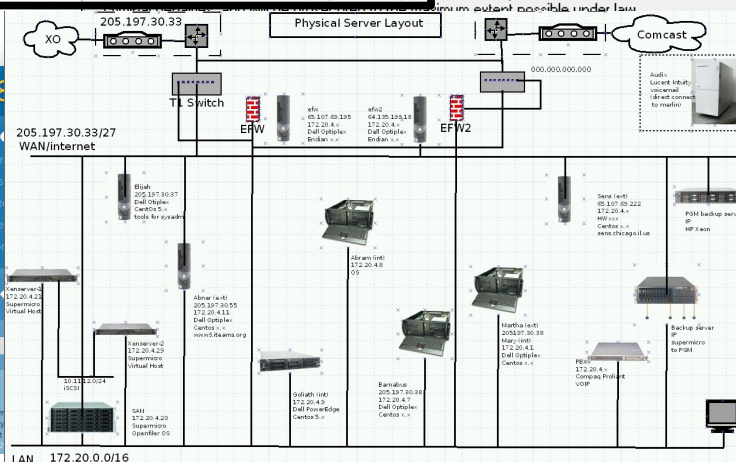 maximum extent possible under law
Physical Server Layout
XO
205.197.30.33
Comcast
000.000.000.000
T1 Switch
Audix
Lucent Intuity
voicemail
(direct connect
to merlin)
EFW
efw
65.107.69.195
172.20.4.x
Dell Optiplex
Endian x.x
efw2
64.135.199.18
172.20.4.x
Dell Optiplex
Endian x.x
EFW2
205.197.30.33/27
WAN/internet
Elijah
205.197.30.37
Dell Otiplex
CentOs 5.x
tools for sysadm
Sens (ext)
65.107.69.222
172.20.4.x
HW xxx
Centos x.x
sens.chicago.il.us
PGM backup serv
IP
HP Xeon
Abram (int)
172.20.4.8
OS
Xenserver-1
172.20.4.21
Supermicro
Virtual Host
Abner (ext)
205.197.30.55
172.20.4.11
Dell Optiplex
Centos x.x
www3.iteams.org
Xenserver-2
172.20.4.29
Supermicro
Virtual Host
Martha (ext)
205197.30.38
Mary (int)
172.20.4.1
Dell Optiplex
Centos x.x
Backup server
IP
supermicro
to PGM
PBX
172.20.4.x
Compaq Proliant
VOIP
10.11.12.0/24
iSCSI
Goliath (int)
172.20.4.9
Dell PowerEdge
Centos 5.x
Barnabus
205.197.30.38
172.20.4.7
Dell Optiplex
Centos x.x
SAN
172.20.4.20
Supermicro
Openfiler OS
LAN 172.20.0.0/16